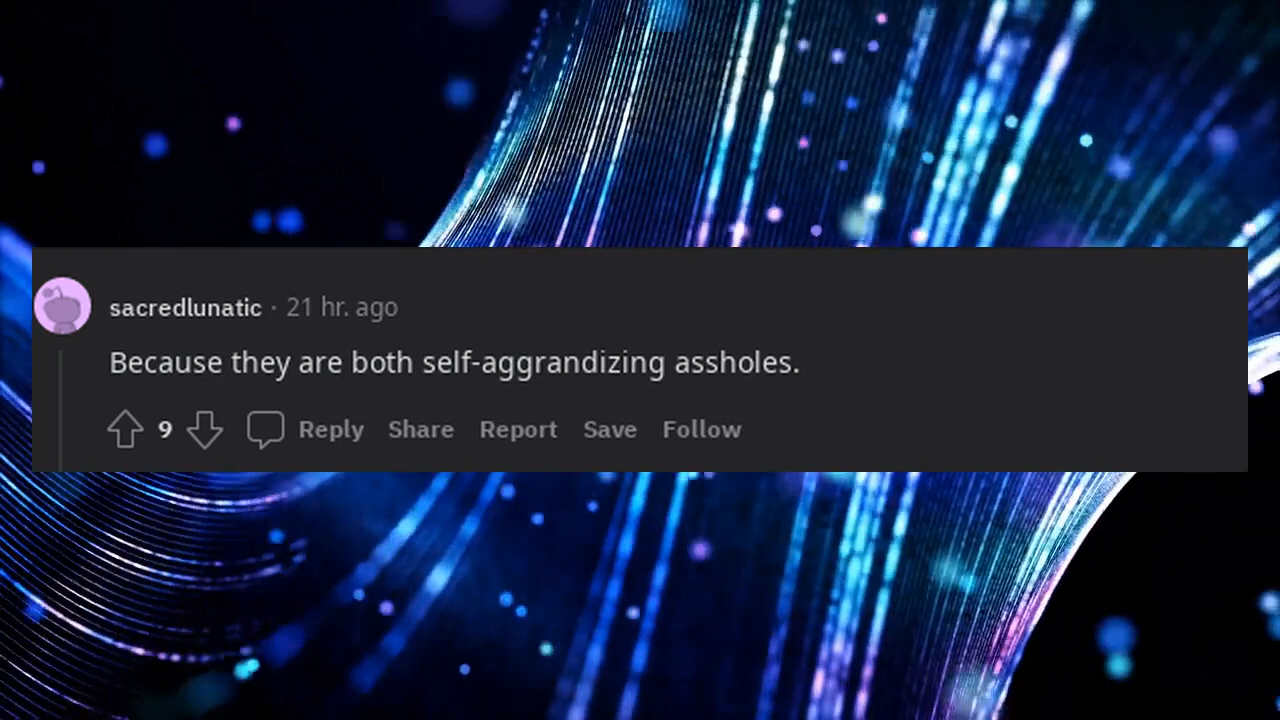 sacredlunatic · 21 hr. ago
Because they are both self-aggrandizing assholes.
9 Reply Share Report Save Follow